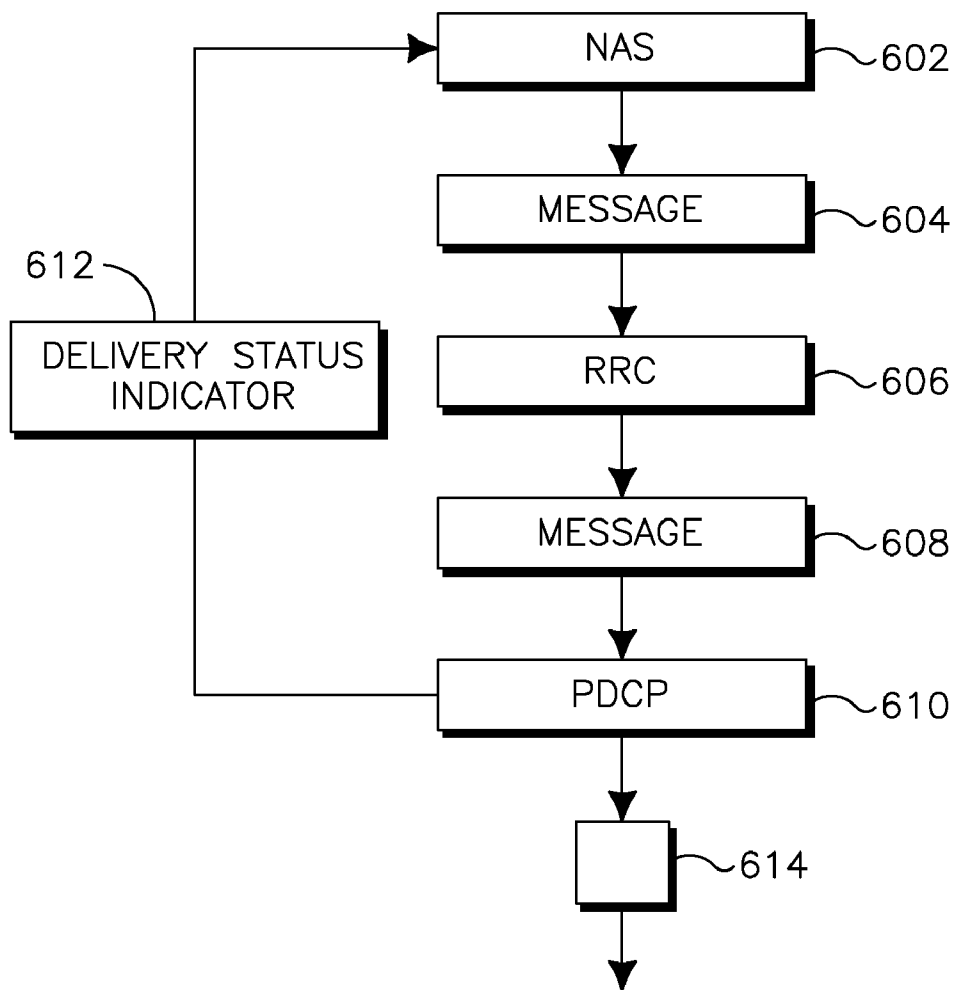 NAS
602
MESSAGE
604
612
DELIVERY STATUS
INDICATOR
RRC
606
MESSAGE
608
PDCP
610
614